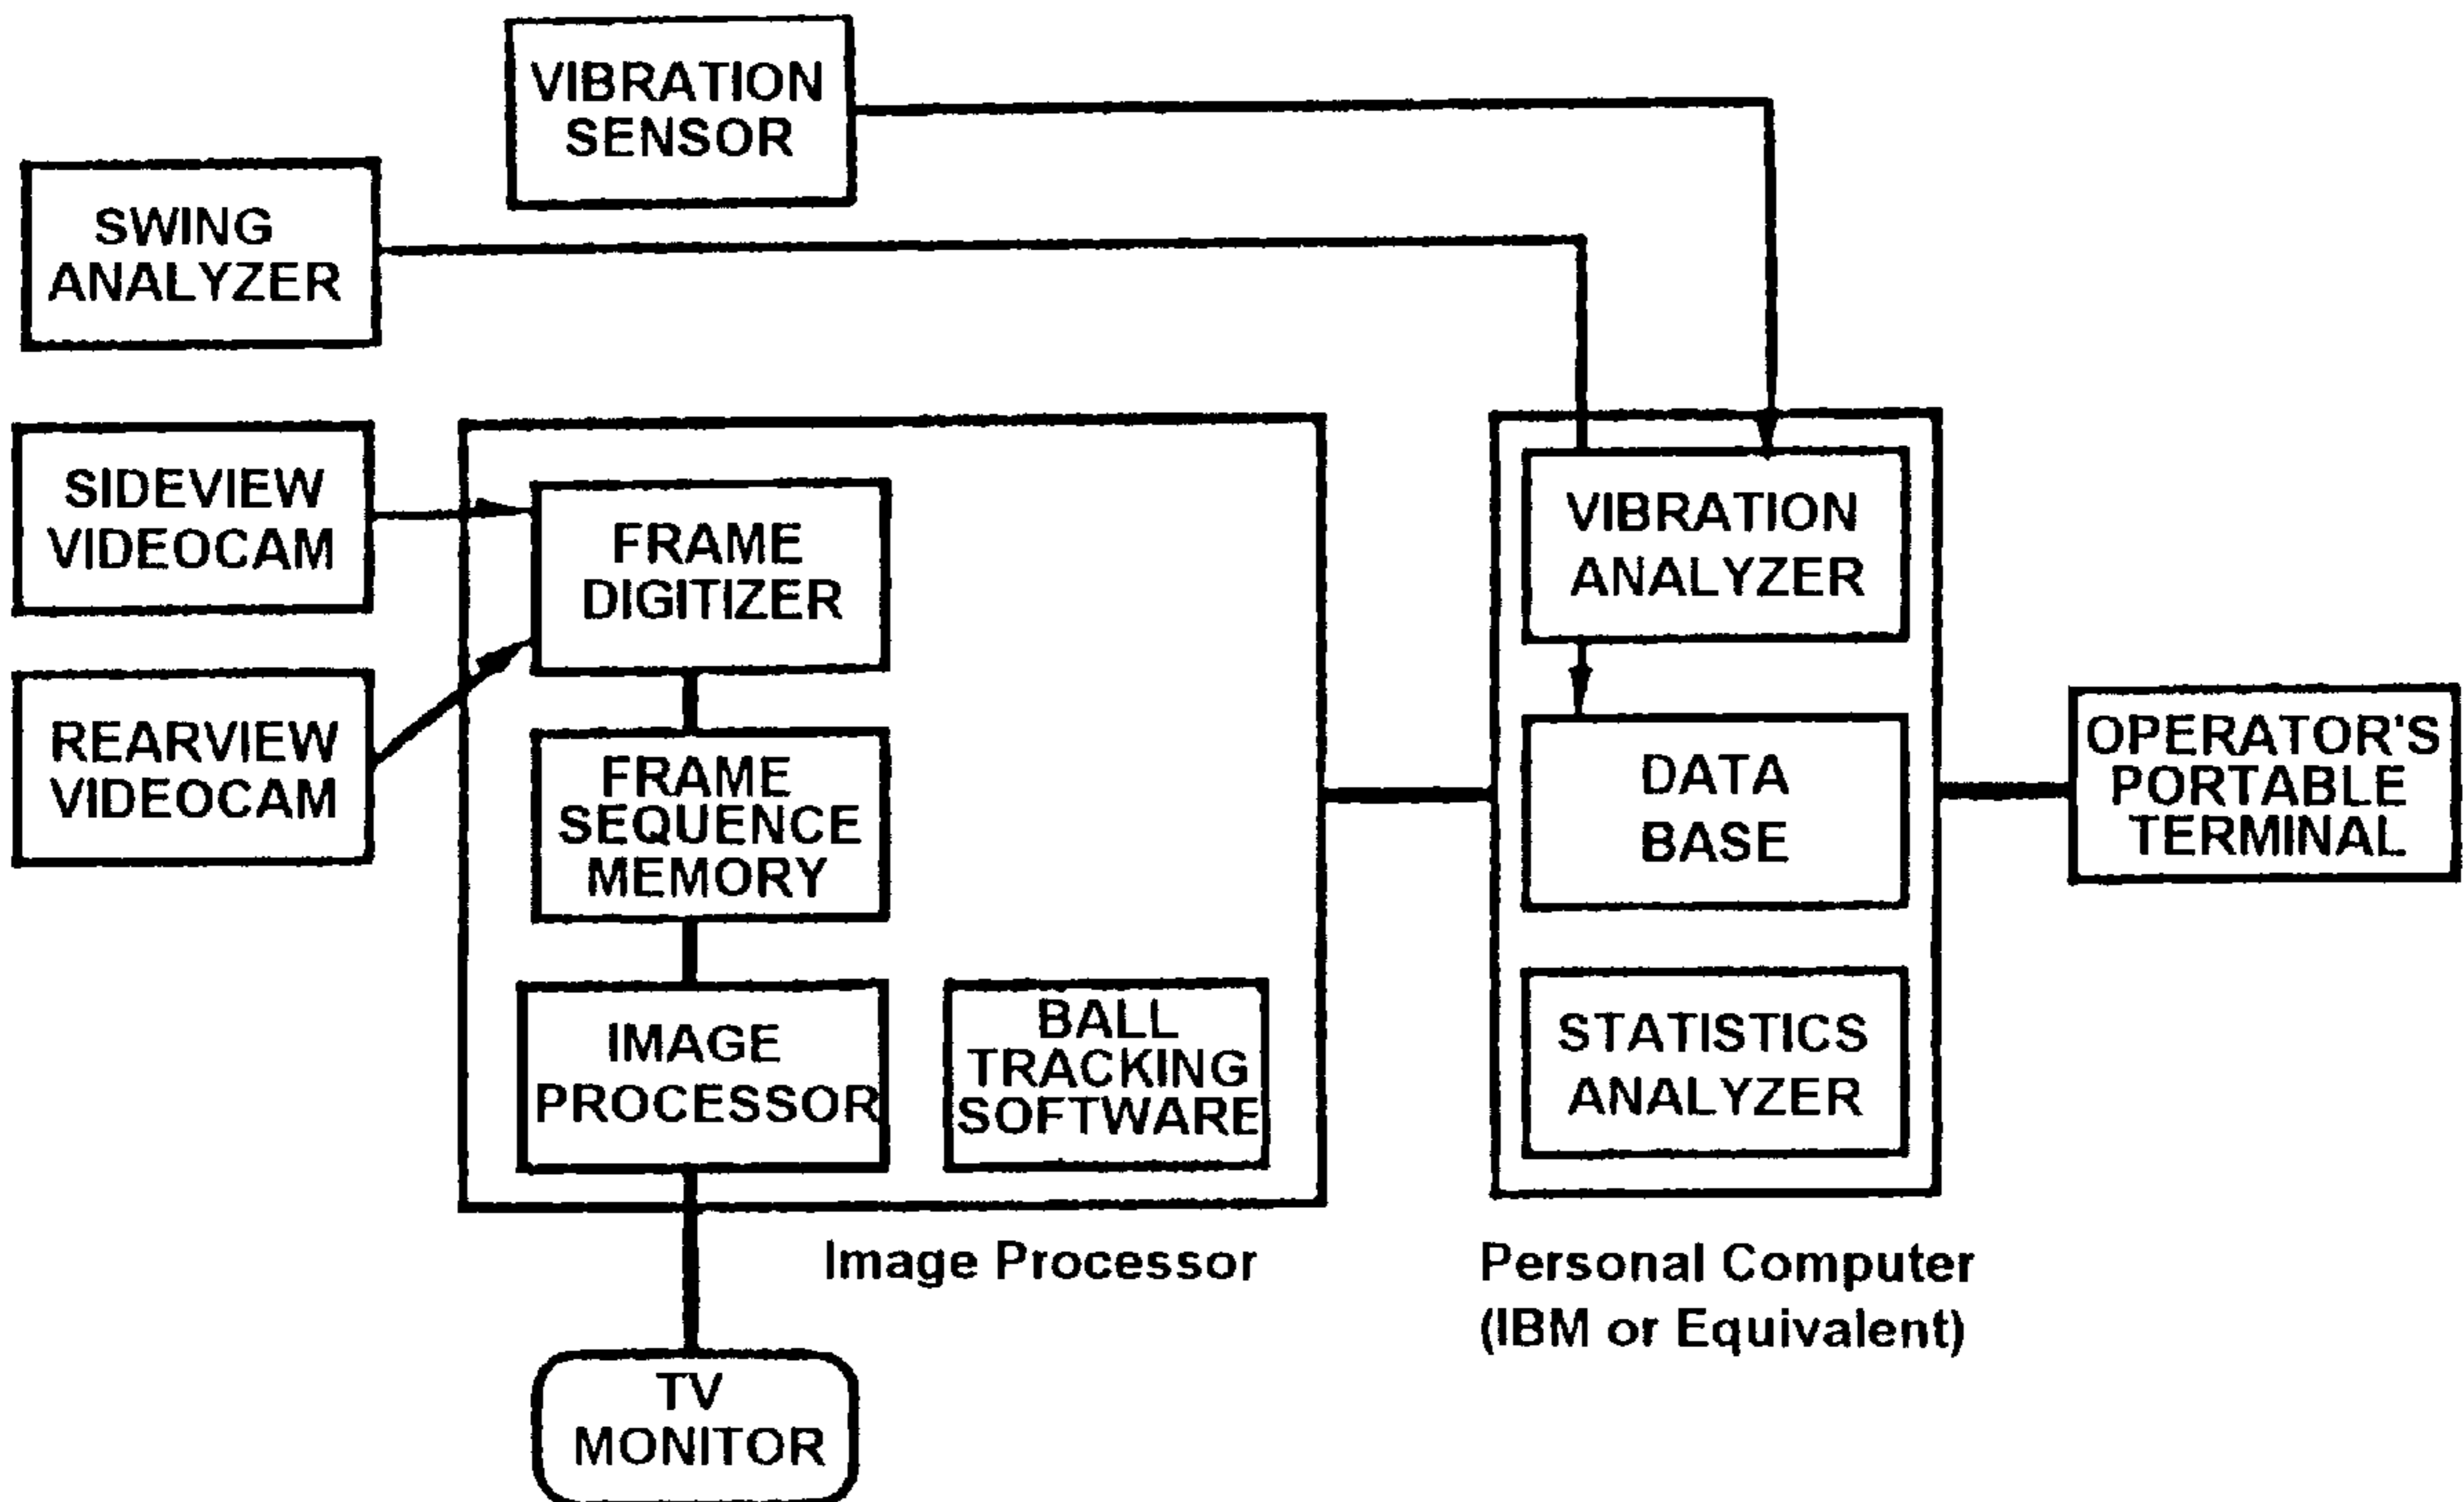 VIBRATION
SENSOR
SWING
ANALYZER
SIDEVIEW
VIDEOCAM
REARVIEW
VIDEOCAM
FRAME
DIGITIZER
FRAME
SEQUENCE
MEMORY
IMAGE
PROCESSOR
BALL
TRACKING
SOFTWARE
Image Processor
TV
MONITOR
VIBRATION
ANALYZER
DATA
BASE
STATISTICS
ANALYZER
Personal Computer
(IBM or Equivalent)
OPERATOR'S
PORTABLE
TERMINAL